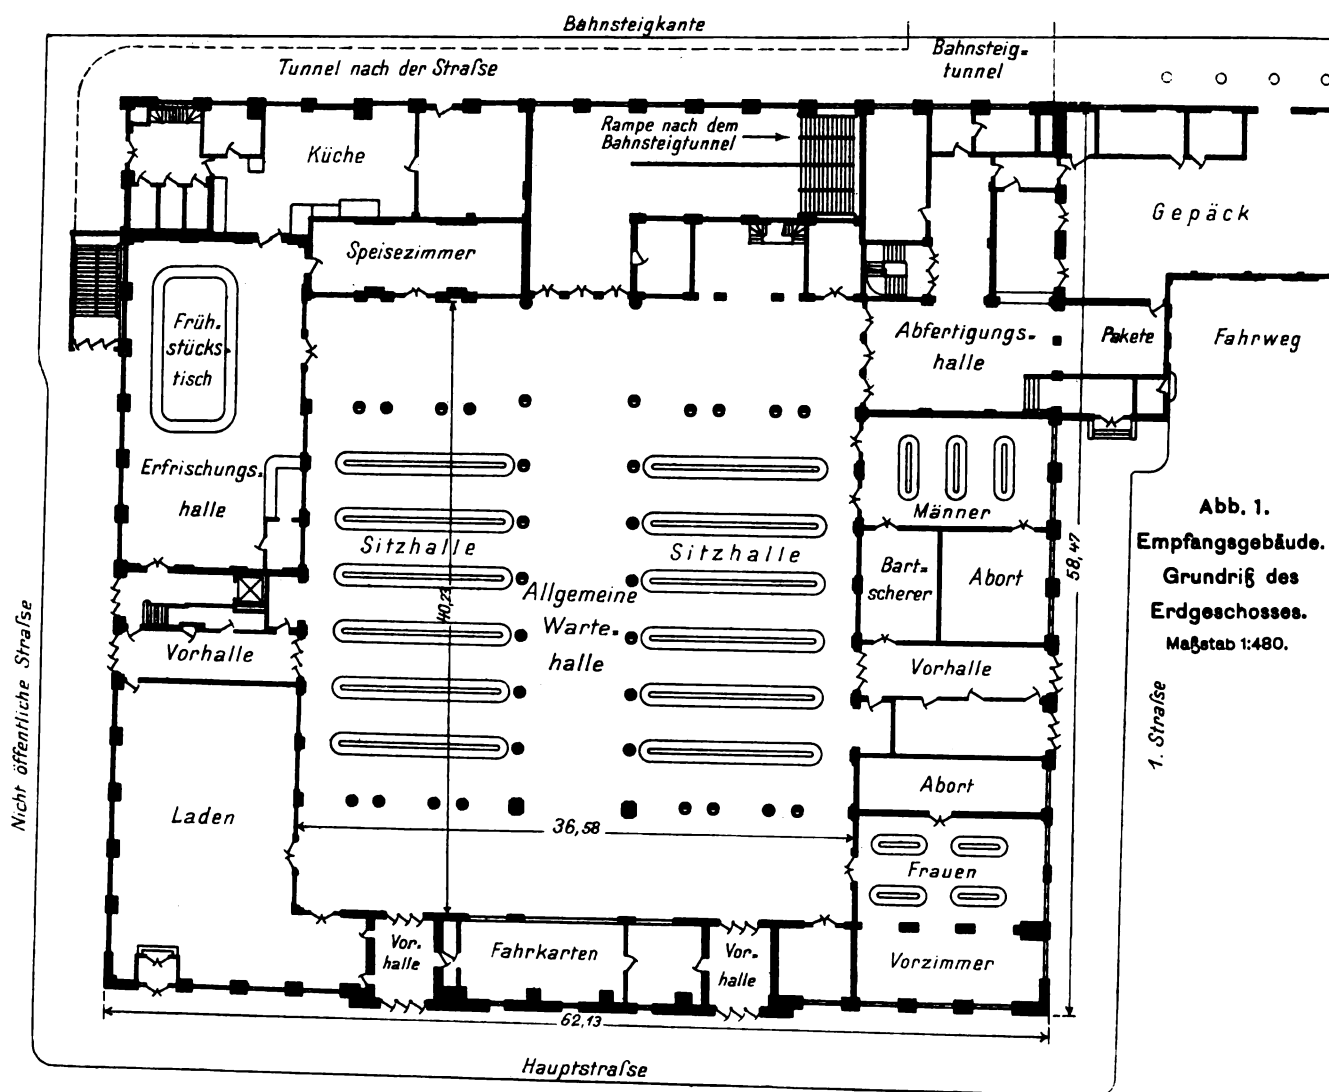 Bahnsteigkante
Tunnel nach der Straſse
Bahnsteig=
tunnel
Rampe nach dem
Bahnsteigtunnel
Küche
Gepäck
Speisezimmer
Früh=
stücks=
tisch
Abfertigungs=
halle
Pakete
Fahrweg
Erfrischungs=
halle
Männer
Abb. 1.
Empfangsgebäude.
Grundriß des
Erdgeschosses.
Maßstab 1:480.
Sitzhalle
Sitzhalle
Bart=
scherer
Abort
58,47
40,23
Allgemeine
Warte=
halle
Vorhalle
Vorhalle
Nicht öffentliche Straſse
1. Straſse
Laden
Abort
36,58
Frauen
Vor=
halle
Fahrkarten
Vor=
halle
Vorzimmer
62,13
Hauptstraſse